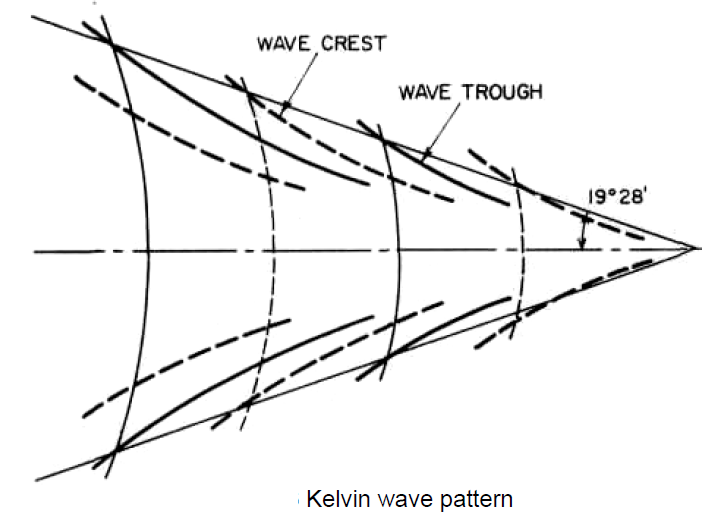 WAVE CREST
WAVE TROUGH
19°28'
Kelvin wave pattern